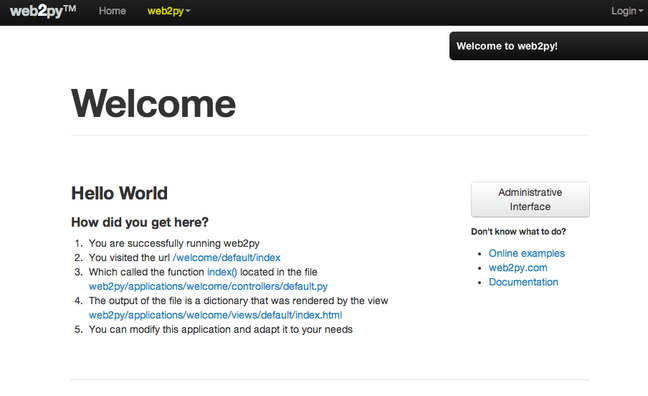 web2py™ Home web2py Login
Welcome to web2py!
Welcome
Hello World
How did you get here?
1. You are successfully running web2py
2. You visited the url /welcome/default/index
3. Which called the function index() located in the file
web2py/applications/welcome/controllers/default.py
4. The output of the file is a dictionary that was rendered by the view
web2py/applications/welcome/views/default/index.html
5. You can modify this application and adapt it to your needs
Administrative
Interface
Don't know what to do?
• Online examples
• web2py.com
• Documentation